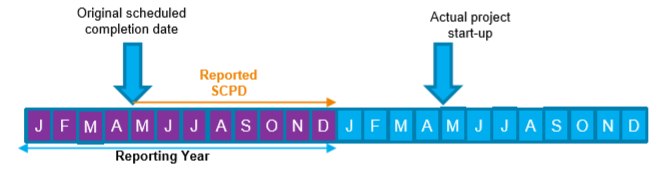 Original scheduled
completion date
Actual project
start-up
Reported
SCPD
J F M A M J J A S O N D J F M A M J J A S O N D
Reporting Year